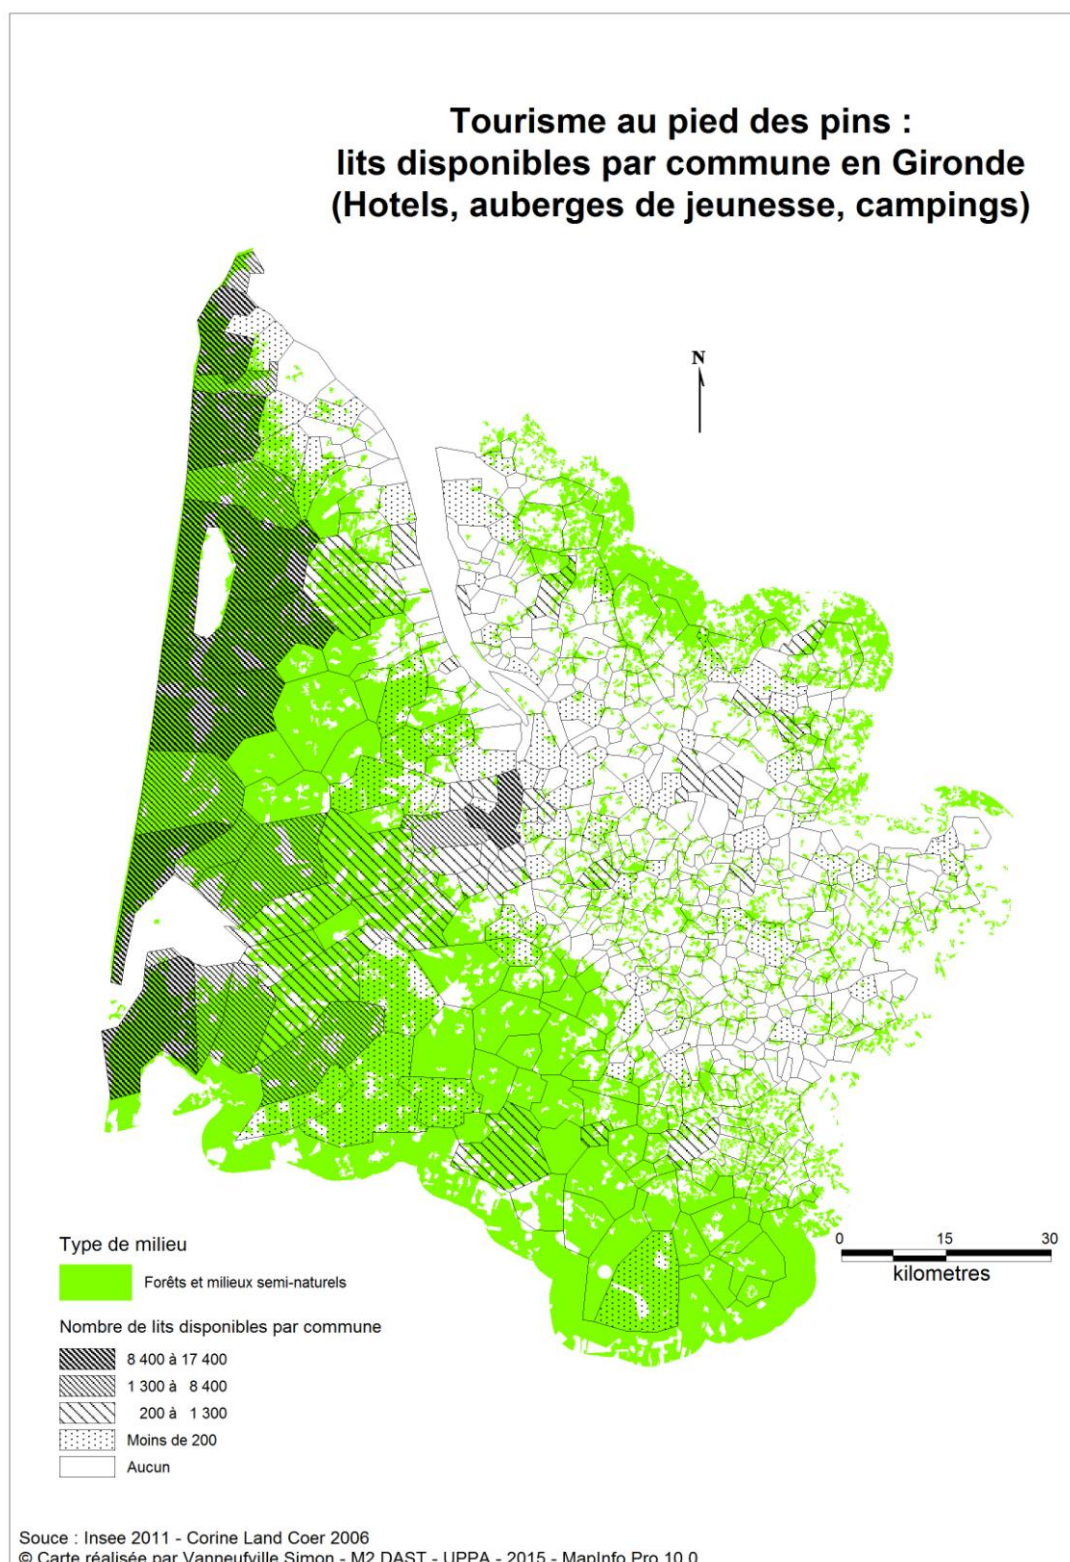 Tourisme au pied des pins :
lits disponibles par commune en Gironde
(Hotels, auberges de jeunesse, campings)
N
0 15 30
kilometres
Type de milieu
Forêts et milieux semi-naturels
Nombre de lits disponibles par commune
8 400 à 17 400
1 300 à 8 400
200 à 1 300
Moins de 200
Aucun
Souce : Insee 2011 - Corine Land Coer 2006
© Carte réalisée par Vanneufville Simon - M2 DAST - UPPA - 2015 - MapInfo Pro 10.0